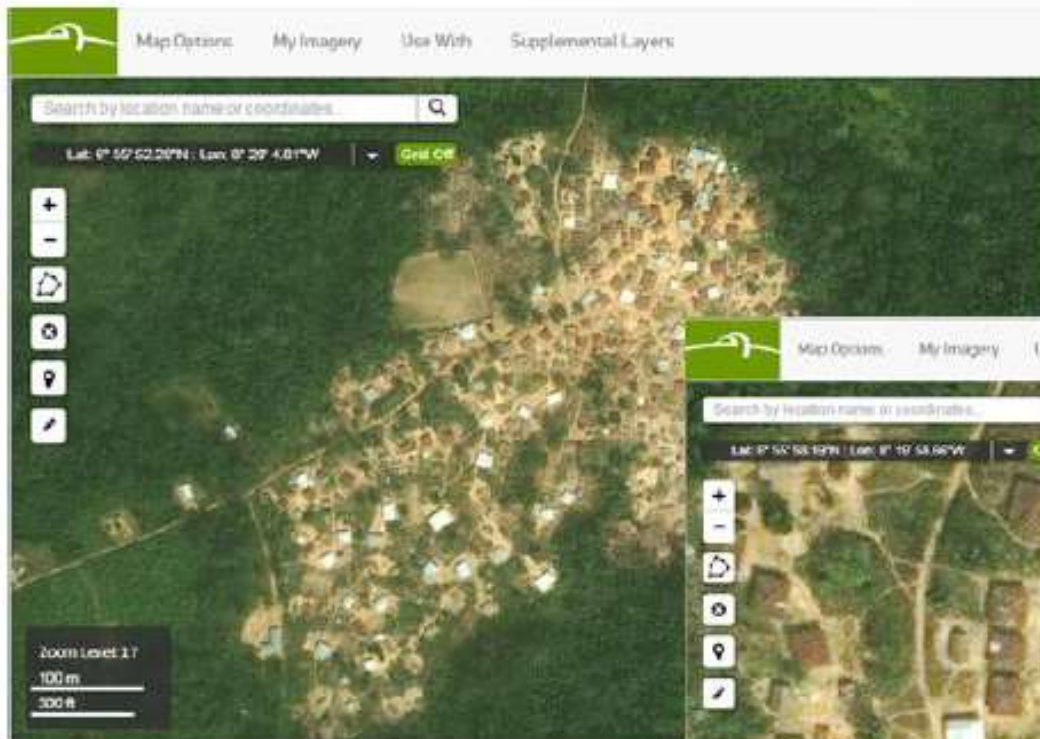 Map Options My Imagery Use With Supplemental Layers
Search by location name or coordinates...
Grid Off
Zoom Level: 17
100 m
300 ft
Map Options My Imagery U
Search by location name or coordinates...